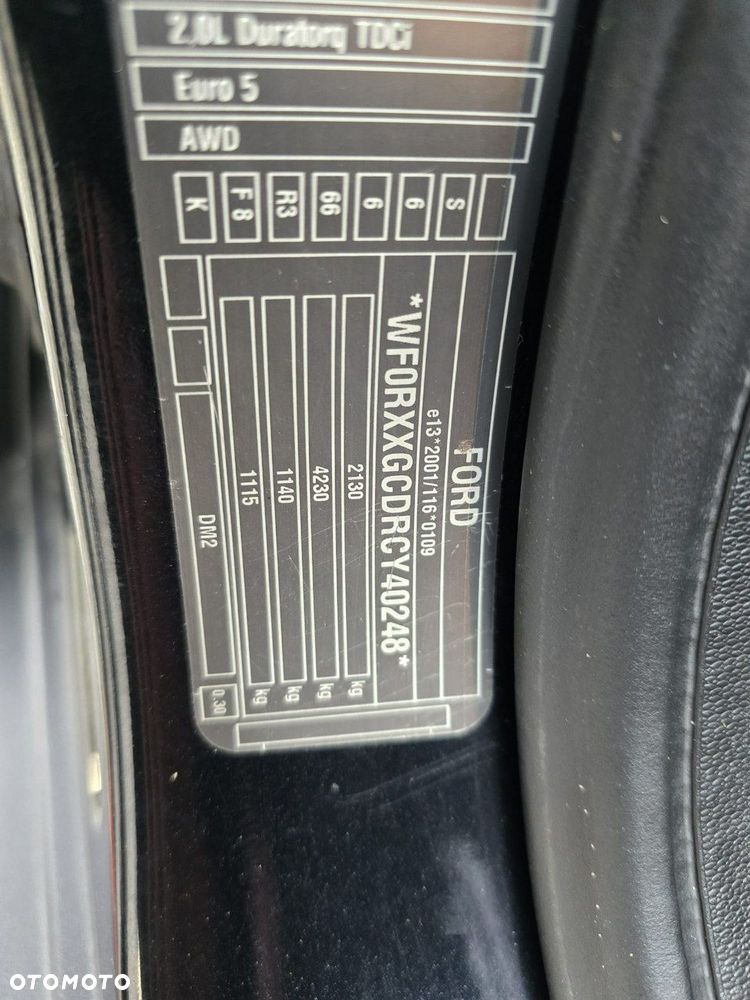 2,0L Duratorq TDCi
Euro 5
AWD
K
F 8
R3
66
6
6
S
FORD
e13*2001/116*0109
*WF0RXXGCDRCY40248*
2130 kg
4230 kg
1140 kg
1115 kg
DM2 0.30
OTOMOTO